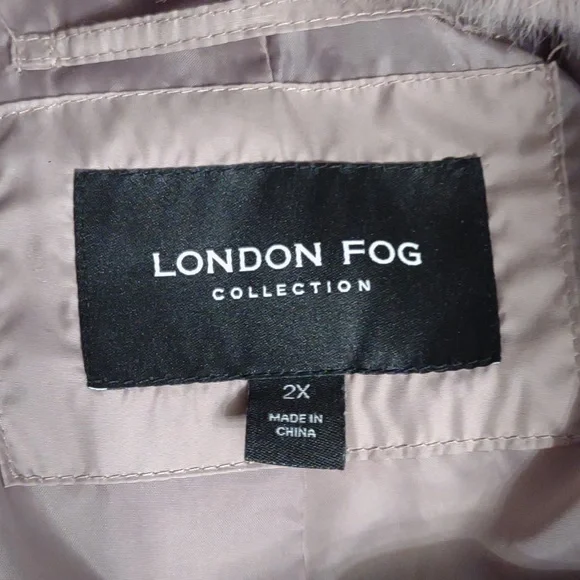 LONDON FOG
COLLECTION
2X
MADE IN
CHINA